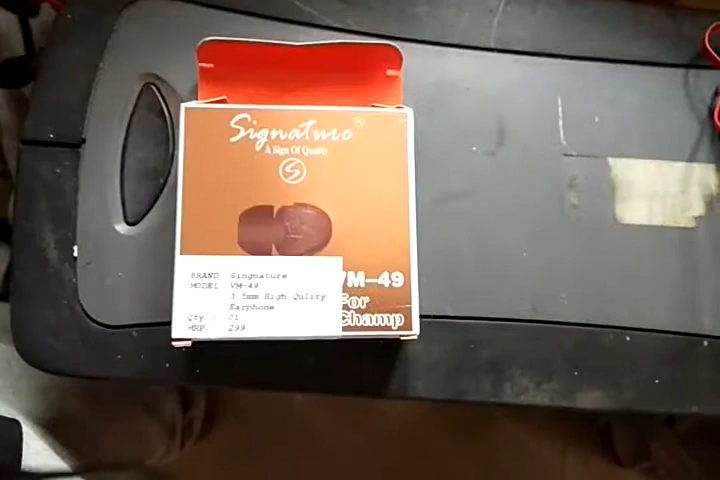 Signature®
A Sign Of Quality
S
VM-49
For
Champ
BRAND Singmature
MODEL VM-49
3.5mm High Qulity
Earphone
Qty : 01
MRP. 299